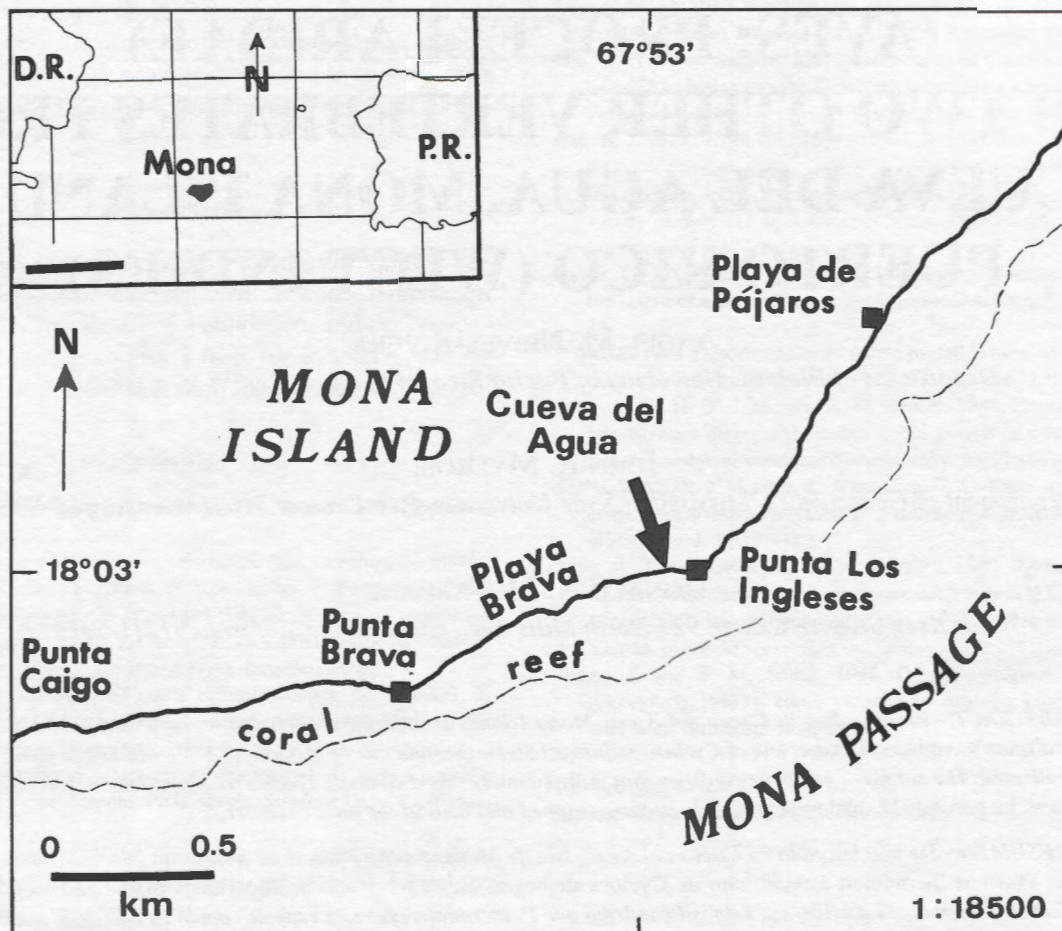 D.R.
N
Mona
P.R.
67°53'
Playa de
Pájaros
N
MONA
ISLAND
Cueva del
Agua
18°03'
Playa
Brava
Punta Los
Ingleses
Punta
Brava
Punta
Caigo
coral reef
MONA PASSAGE
0 0.5
km
1:18500